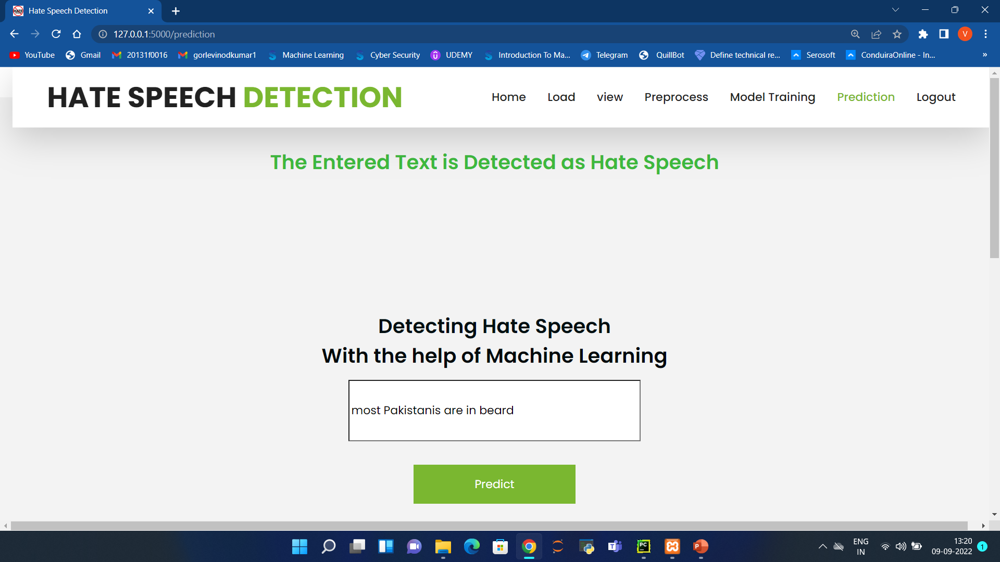 Hate Speech Detection
127.0.0.1:5000/prediction
V
YouTube Gmail 20131f0016 gorlevinodkumar1 Machine Learning Cyber Security UDEMY Introduction To Ma... Telegram QuillBot Define technical re... Serosoft ConduiraOnline - In... »
HATE SPEECH DETECTION
Home Load view Preprocess Model Training Prediction Logout
The Entered Text is Detected as Hate Speech
Detecting Hate Speech
With the help of Machine Learning
most Pakistanis are in beard
Predict
ENG
IN
13:20
09-09-2022
1